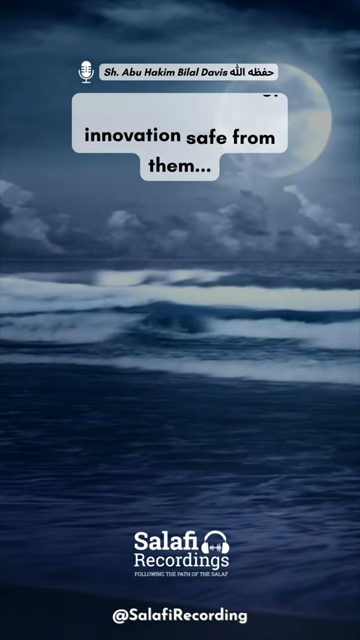 Sh. Abu Hakim Bilal Davis حفظه الله
innovation safe from
them...
Salafi
Recordings
FOLLOWING THE PATH OF THE SALAF
@SalafiRecording